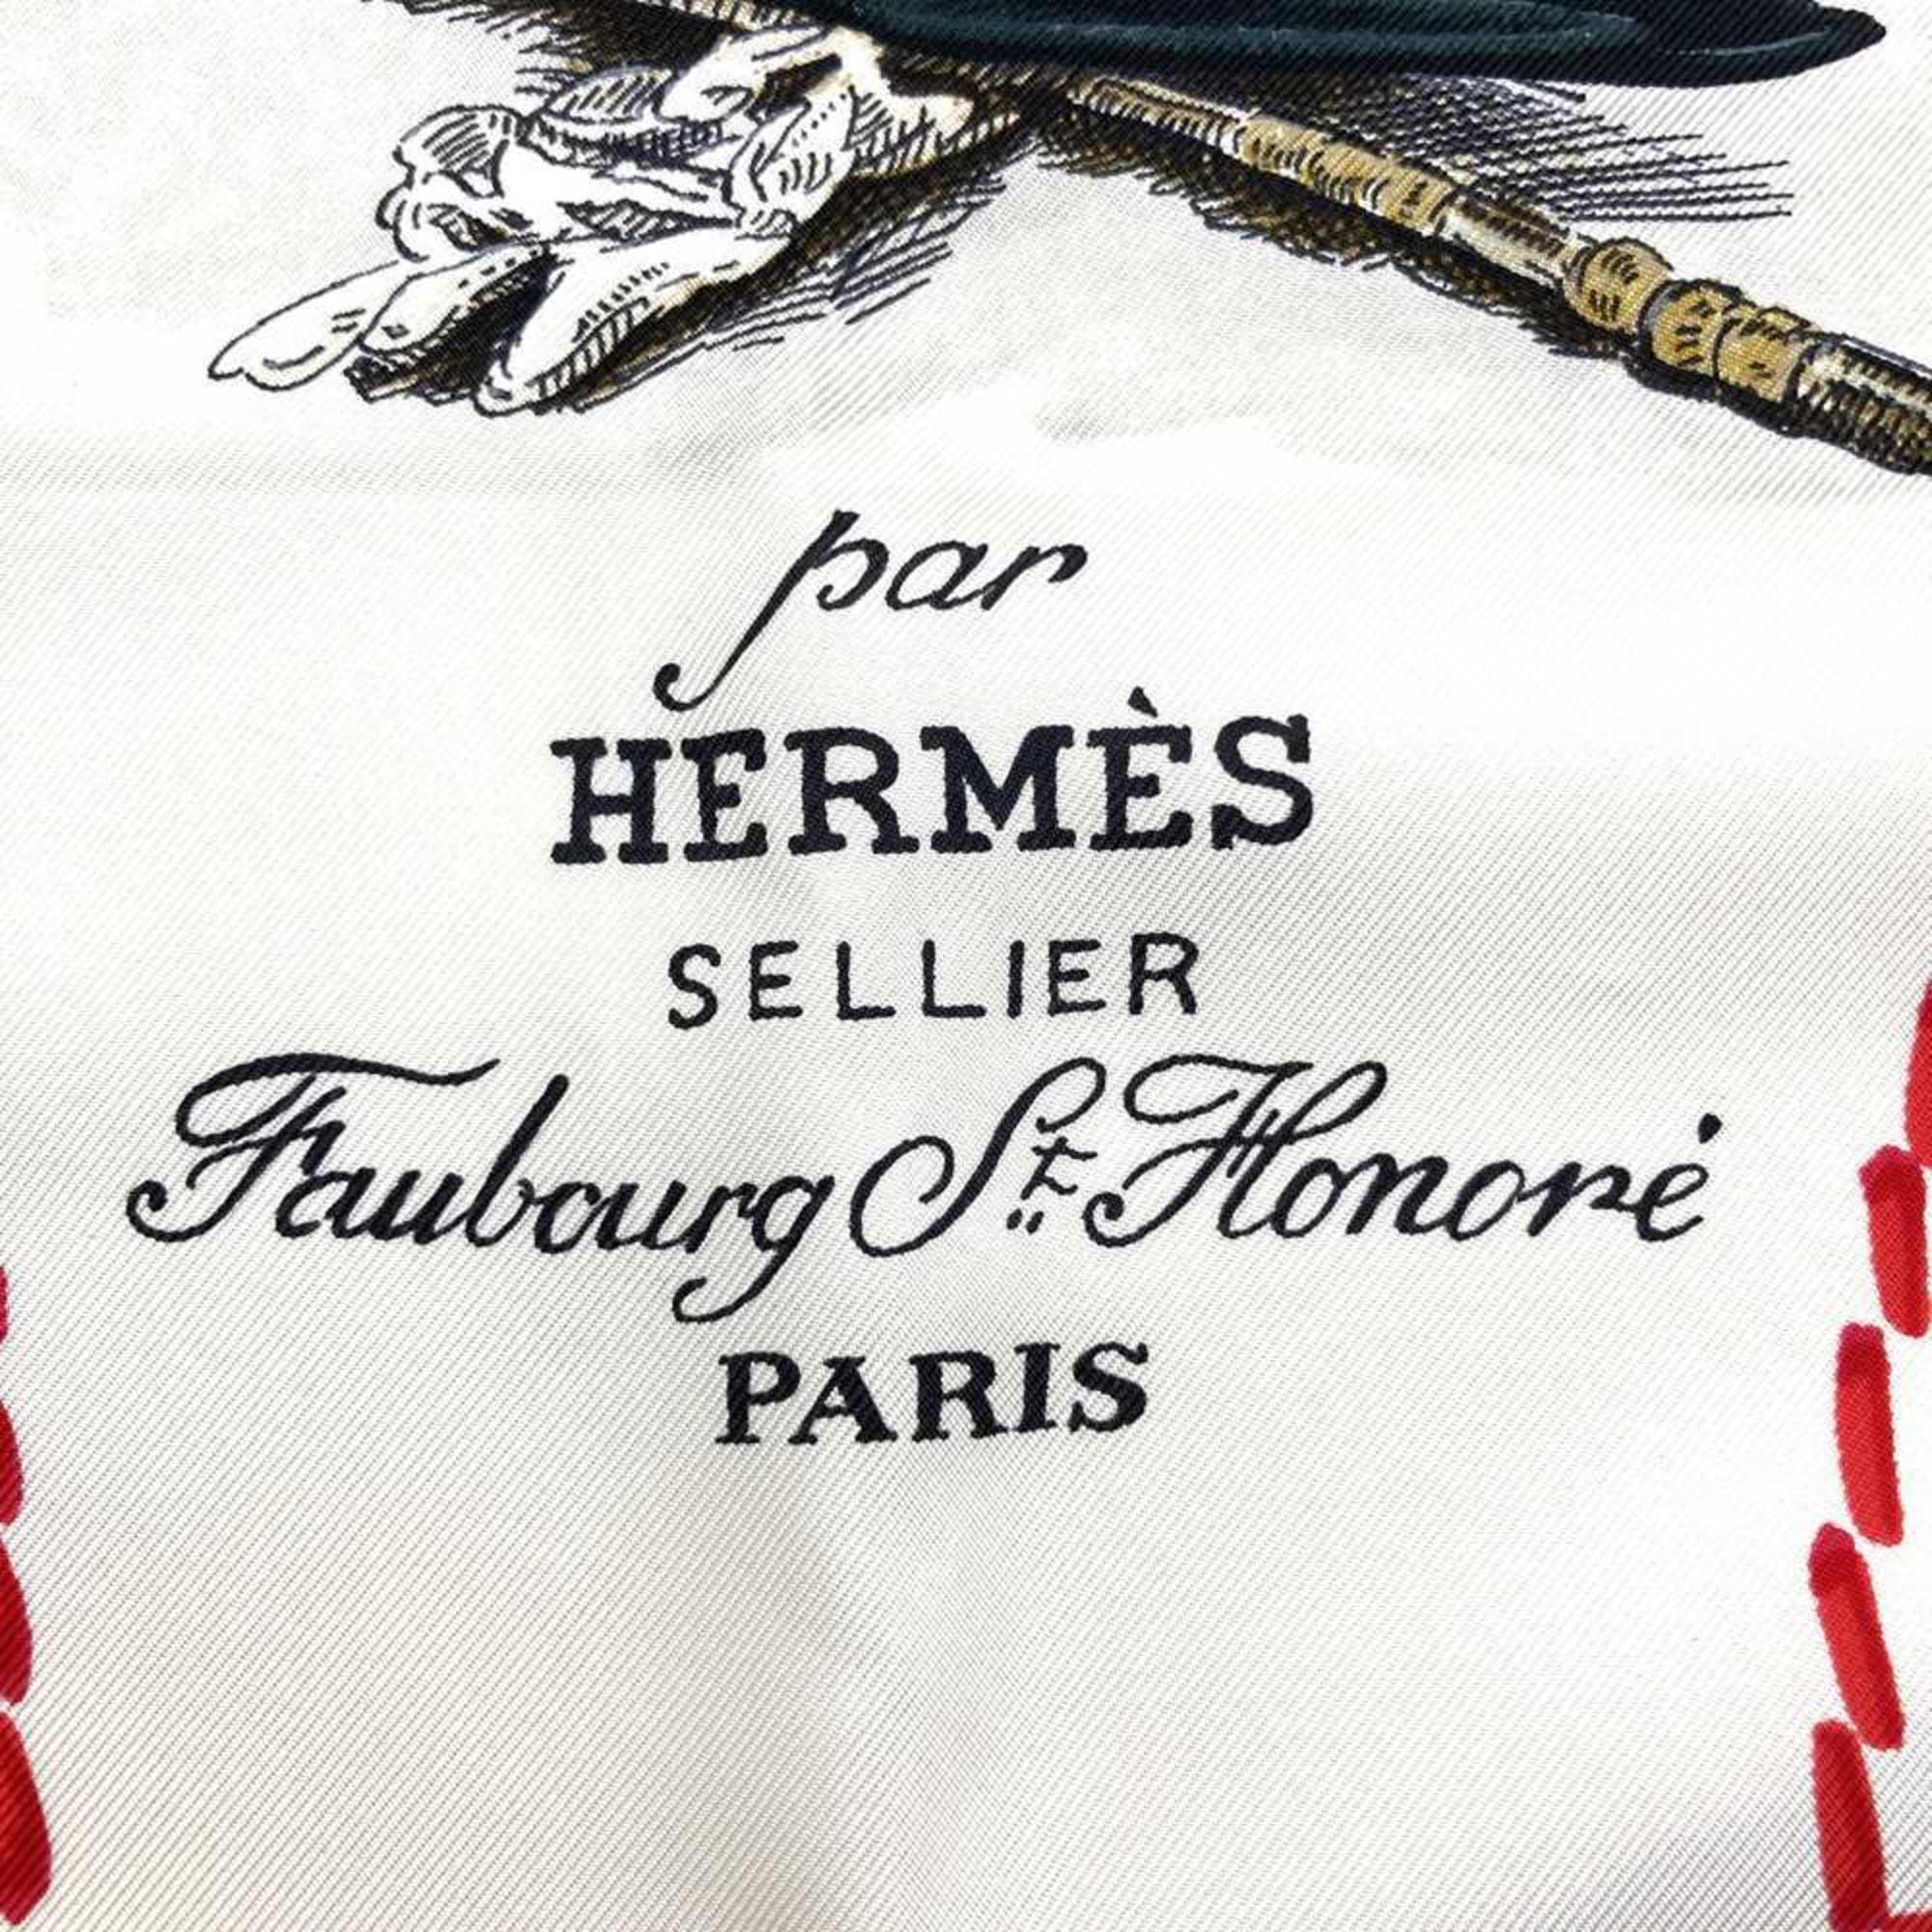 par
HERMÈS
SELLIER
Faubourg St Honoré
PARIS